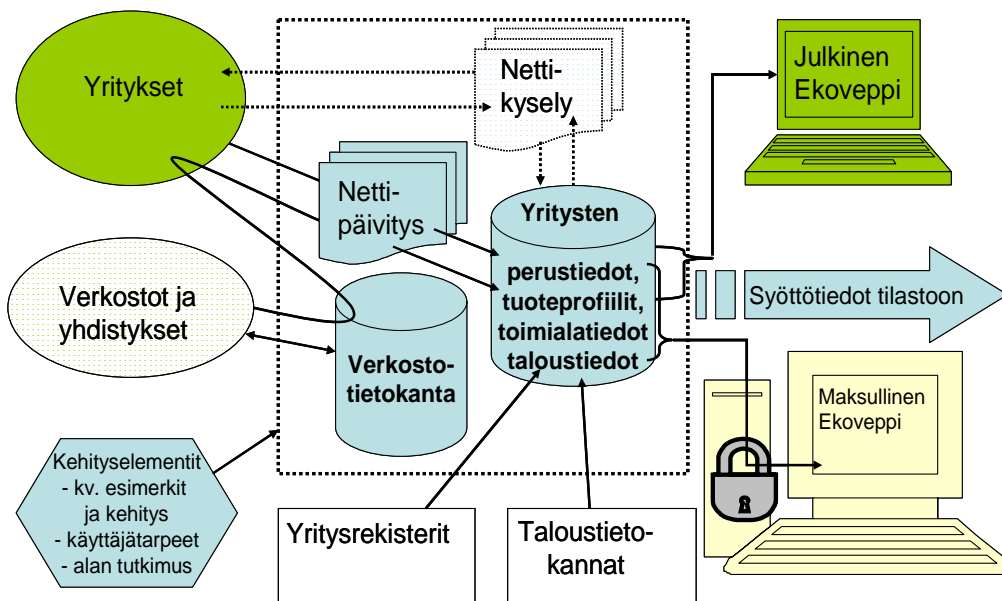 Yritykset
Netti-
kysely
Julkinen
Ekoveppi
Netti-
päivitys
Yritysten
perustiedot,
tuoteprofiilit,
toimialatiedot
taloustiedot
Syöttötiedot tilastoon
Verkostot ja
yhdistykset
Verkosto-
tietokanta
Maksullinen
Ekoveppi
Kehityselementit
- kv. esimerkit
ja kehitys
- käyttäjätarpeet
- alan tutkimus
Yritysrekisterit
Taloustieto-
kannat